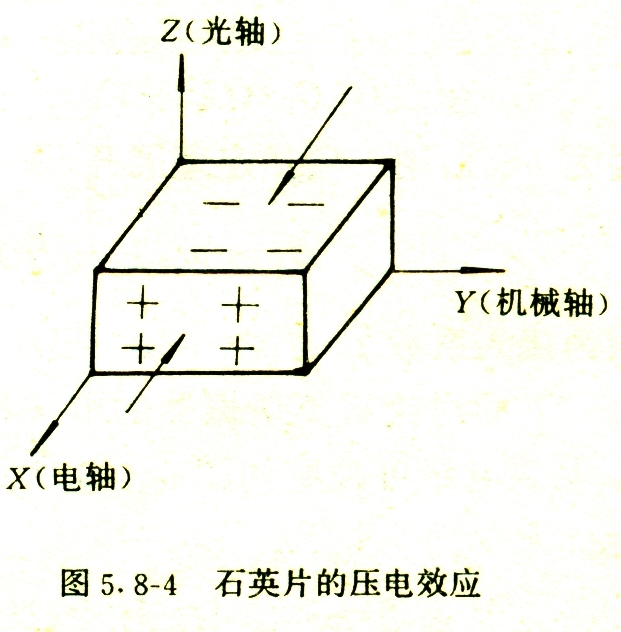 Z(光轴)
— —
— —
+ +
+ +
Y(机械轴)
X(电轴)
图 5.8-4 石英片的压电效应